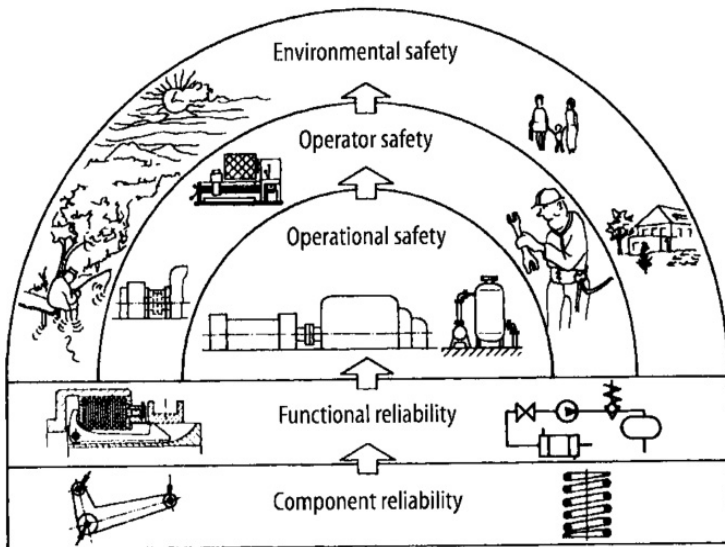 Environmental safety
Operator safety
Operational safety
Functional reliability
Component reliability